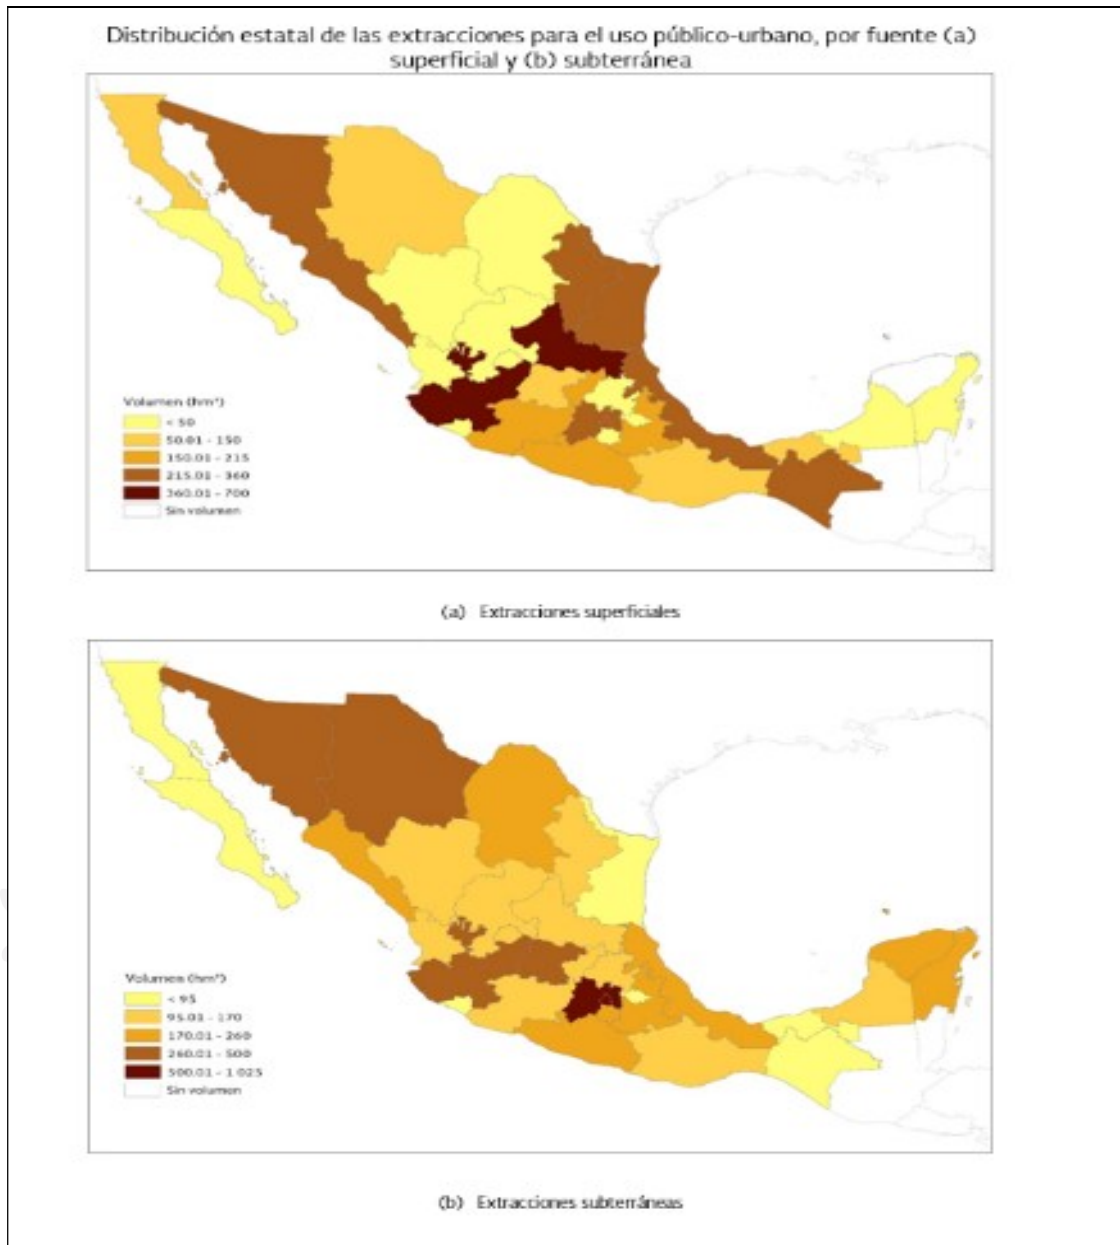 Distribución estatal de las extracciones para el uso público-urbano, por fuente (a)
superficial y (b) subterránea
Volumen (hm³)
< 50
50.01 - 150
150.01 - 215
215.01 - 360
360.01 - 700
Sin volumen
(a) Extracciones superficiales
Volumen (hm³)
< 95
95.01 - 170
170.01 - 260
260.01 - 500
500.01 - 1 025
Sin volumen
(b) Extracciones subterráneas